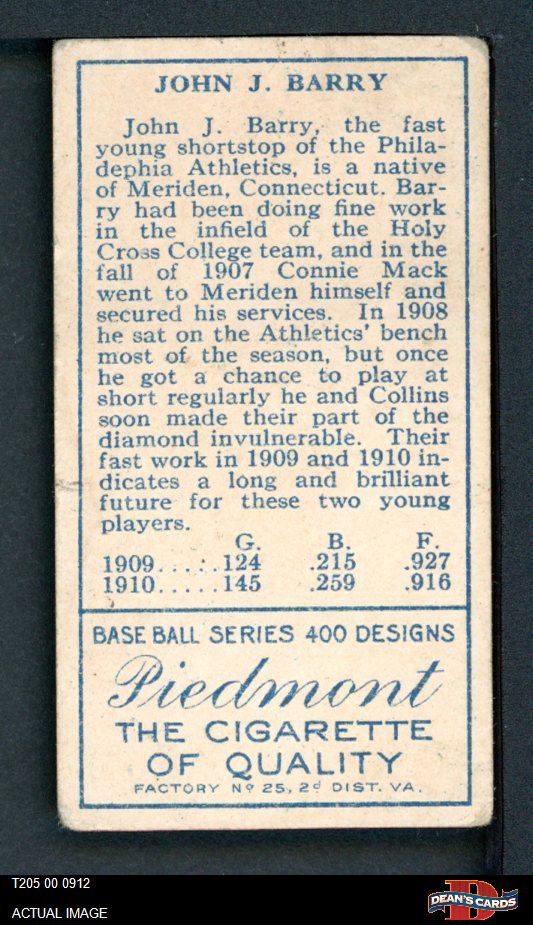 JOHN J. BARRY
John J. Barry, the fast
young shortstop of the Phila-
dephia Athletics, is a native
of Meriden, Connecticut. Bar-
ry had been doing fine work
in the infield of the Holy
Cross College team, and in the
fall of 1907 Connie Mack
went to Meriden himself and
secured his services. In 1908
he sat on the Athletics' bench
most of the season, but once
he got a chance to play at
short regularly he and Collins
soon made their part of the
diamond invulnerable. Their
fast work in 1909 and 1910 in-
dicates a long and brilliant
future for these two young
players.
G. B. F.
1909.....124 .215 .927
1910.....145 .259 .916
BASE BALL SERIES 400 DESIGNS
Piedmont
THE CIGARETTE
OF QUALITY
FACTORY Nº 25, 2d DIST. VA.
T205 00 0912
ACTUAL IMAGE
D
DEAN'S CARDS